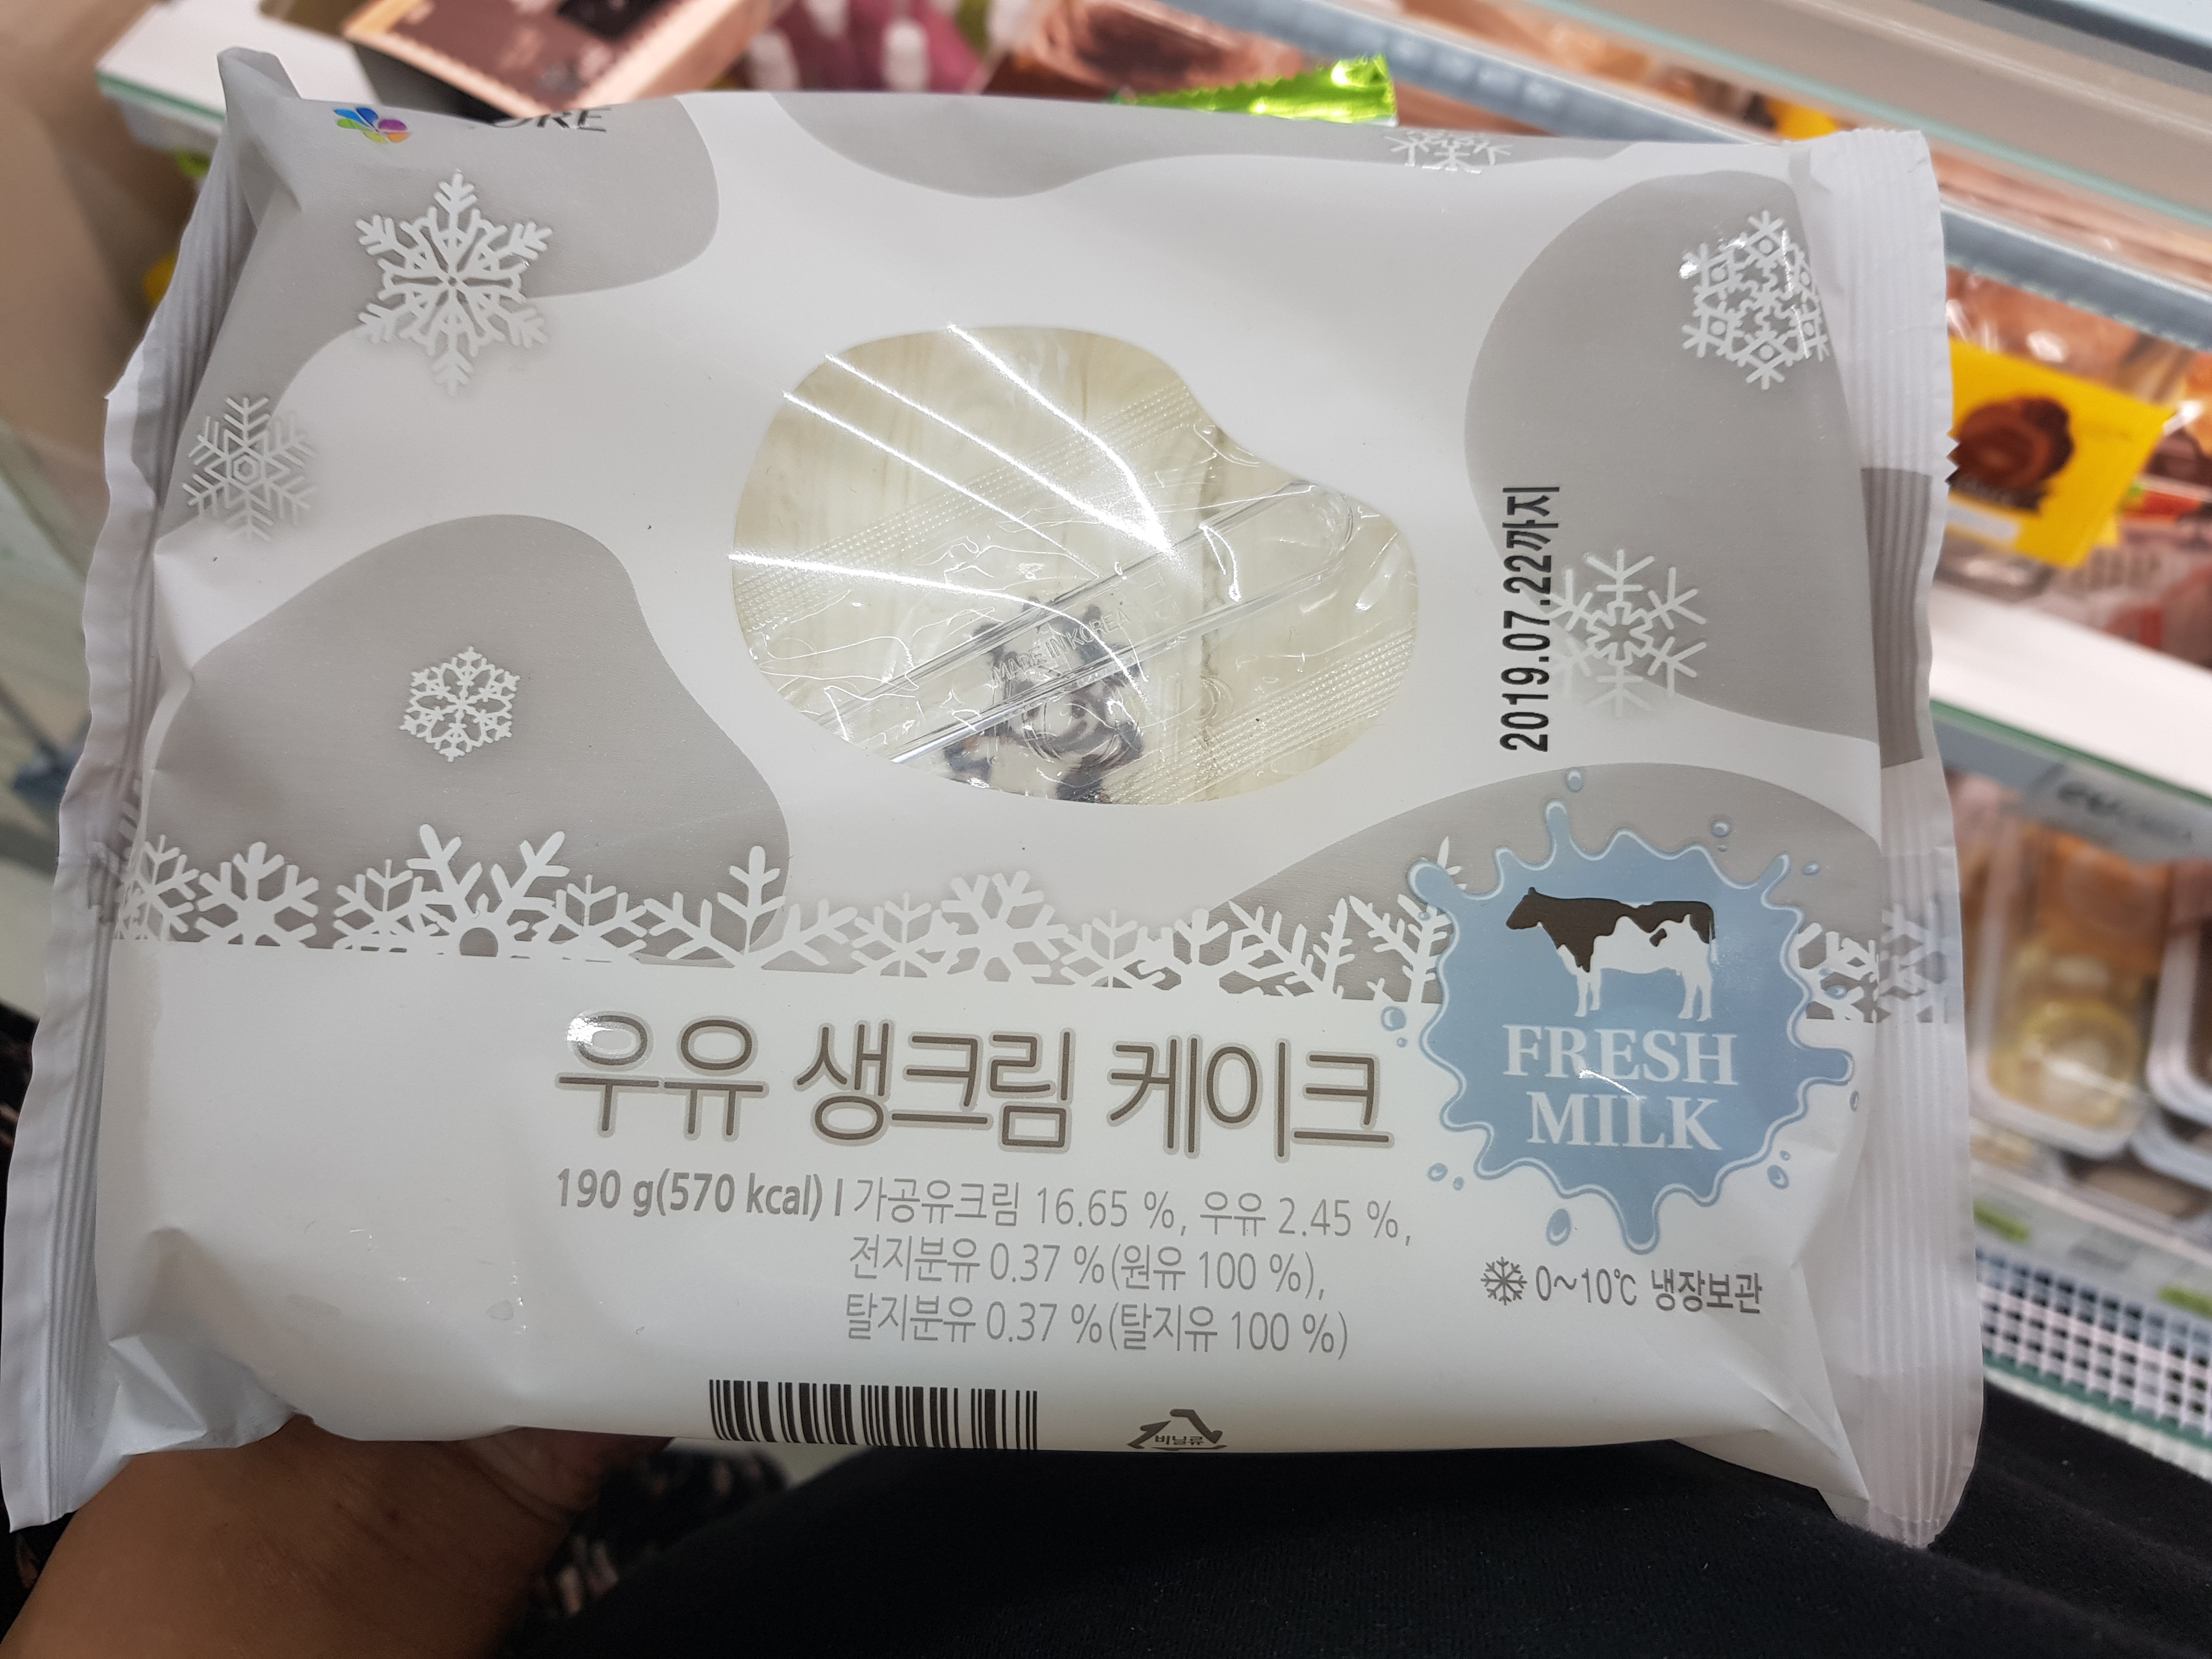 MADE IN KOREA
2019.07.22까지
FRESH
MILK
우유 생크림 케이크
190 g(570 kcal) I 가공유크림 16.65 %, 우유 2.45 %,
전지분유 0.37 %(원유 100 %),
탈지분유 0.37 %(탈지유 100 %)
0~10℃ 냉장보관
비닐류